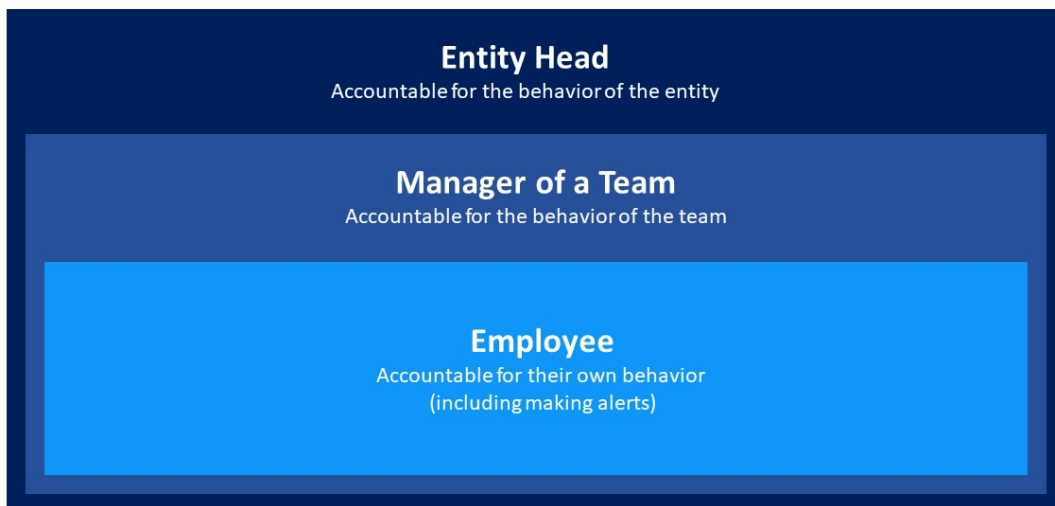 Entity Head
Accountable for the behavior of the entity
Manager of a Team
Accountable for the behavior of the team
Employee
Accountable for their own behavior
(including making alerts)